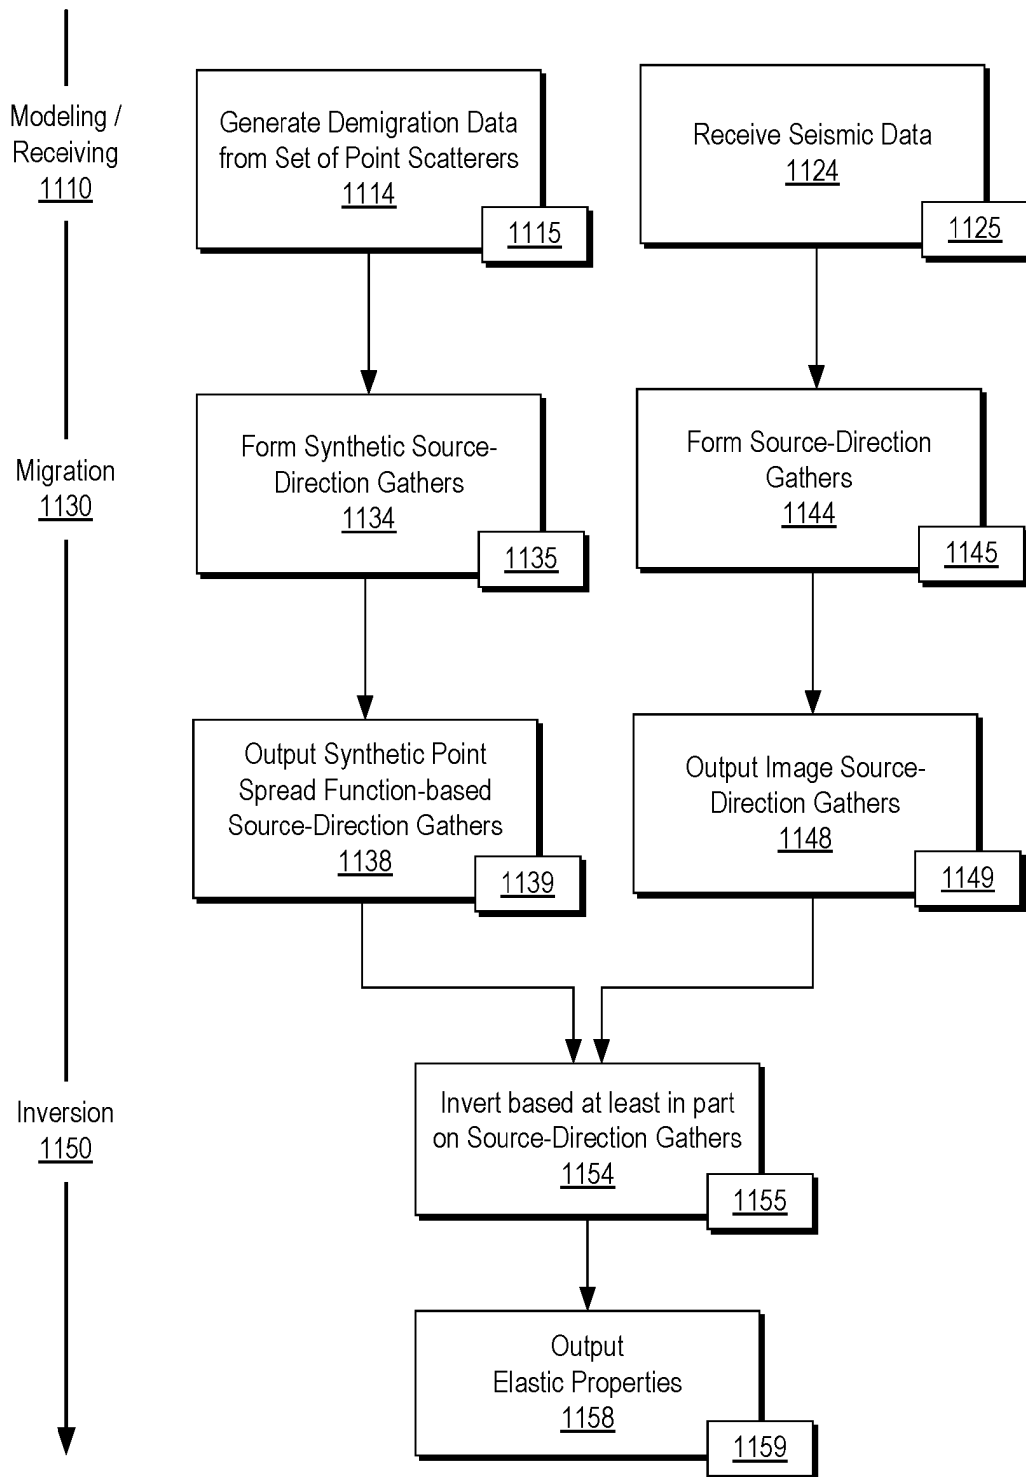 Modeling /
Receiving
1110
Generate Demigration Data
from Set of Point Scatterers
1114
1115
Receive Seismic Data
1124
1125
Migration
1130
Form Synthetic Source-
Direction Gathers
1134
1135
Form Source-Direction
Gathers
1144
1145
Output Synthetic Point
Spread Function-based
Source-Direction Gathers
1138
1139
Output Image Source-
Direction Gathers
1148
1149
Inversion
1150
Invert based at least in part
on Source-Direction Gathers
1154
1155
Output
Elastic Properties
1158
1159